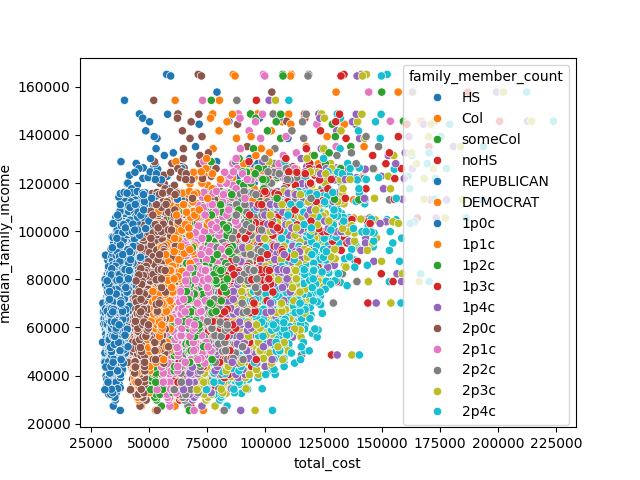 160000
140000
120000
100000
80000
60000
40000
20000
median_family_income
25000 50000 75000 100000 125000 150000 175000 200000 225000
total_cost
family_member_count
HS
Col
someCol
noHS
REPUBLICAN
DEMOCRAT
1p0c
1p1c
1p2c
1p3c
1p4c
2p0c
2p1c
2p2c
2p3c
2p4c